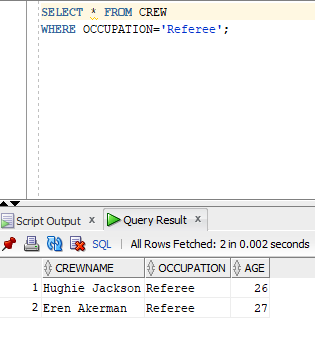 SELECT * FROM CREW
WHERE OCCUPATION='Referee';
Script Output x Query Result x
SQL | All Rows Fetched: 2 in 0.002 seconds
CREWNAME OCCUPATION AGE
1 Hughie Jackson Referee 26
2 Eren Akerman Referee 27